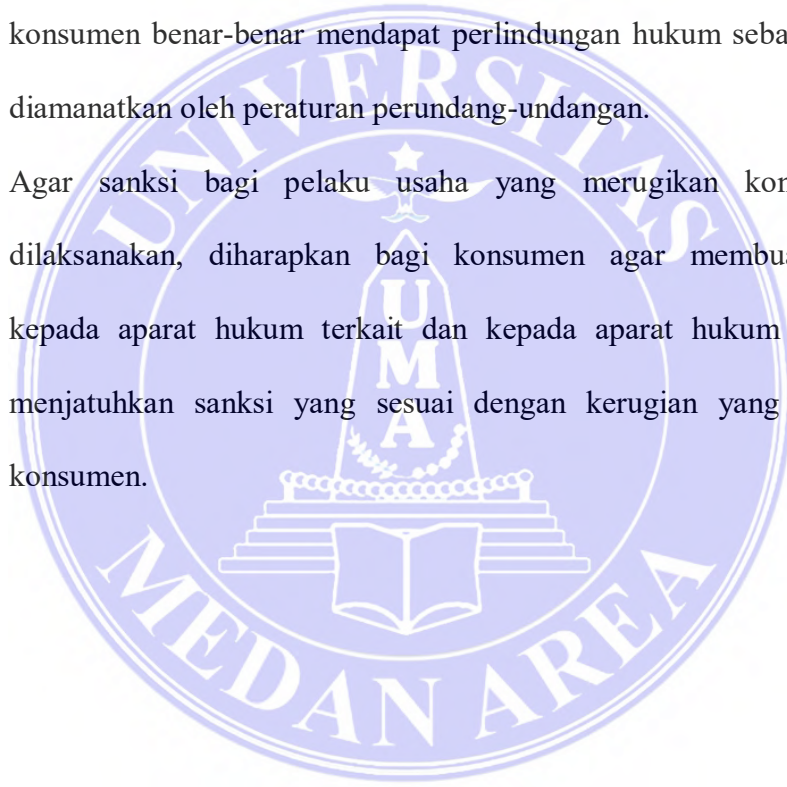 konsumen benar-benar mendapat perlindungan hukum seba
diamanatkan oleh peraturan perundang-undangan.
Agar sanksi bagi pelaku usaha yang merugikan kon
dilaksanakan, diharapkan bagi konsumen agar membua
kepada aparat hukum terkait dan kepada aparat hukum
menjatuhkan sanksi yang sesuai dengan kerugian yang
konsumen.
UNIVERSITAS
UMA
MEDAN AREA